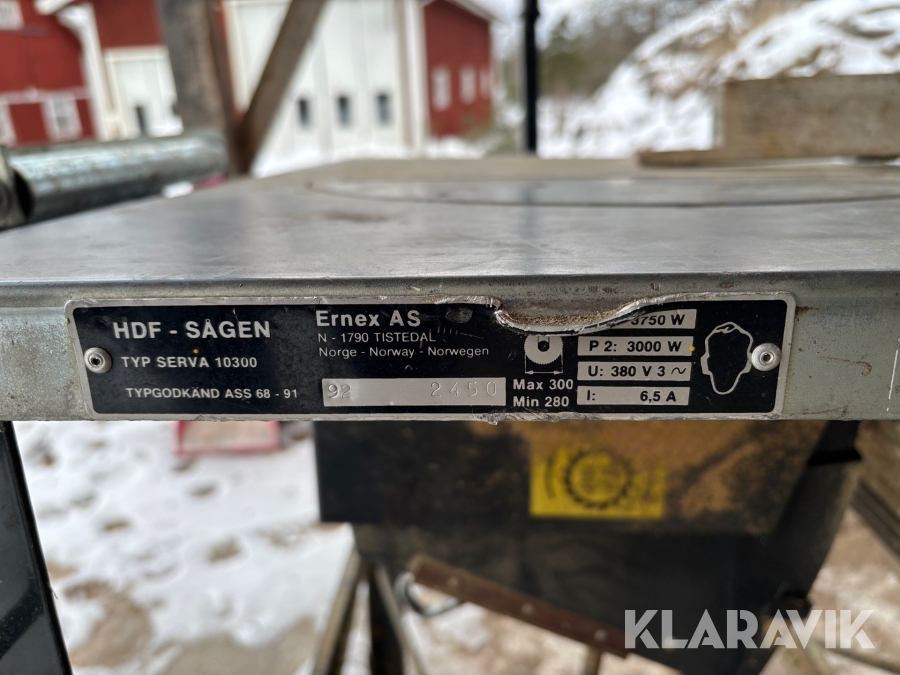 HDF - SÅGEN
TYP SERVA 10300
TYPGODKÄND ASS 68 - 91
Ernex AS
N - 1790 TISTEDAL
Norge - Norway - Norwegen
92 2450
Max 300
Min 280
3750 W
P 2: 3000 W
U: 380 V 3 ~
I: 6,5 A
KLARAVIK